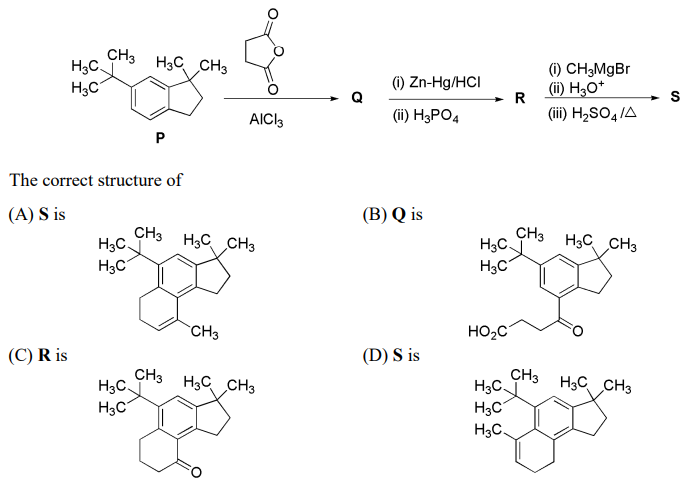 O
H₃C CH₃ H₃C CH₃
H₃C
O
O
AlCl₃
P
Q
(i) Zn-Hg/HCl
(ii) H₃PO₄
R
(i) CH₃MgBr
(ii) H₃O⁺
(iii) H₂SO₄/△
S
The correct structure of
(A) S is
H₃C CH₃ H₃C CH₃
H₃C
CH₃
(B) Q is
H₃C CH₃ H₃C CH₃
H₃C
HO₂C O
(C) R is
H₃C CH₃ H₃C CH₃
H₃C
O
(D) S is
H₃C CH₃ H₃C CH₃
H₃C
H₃C